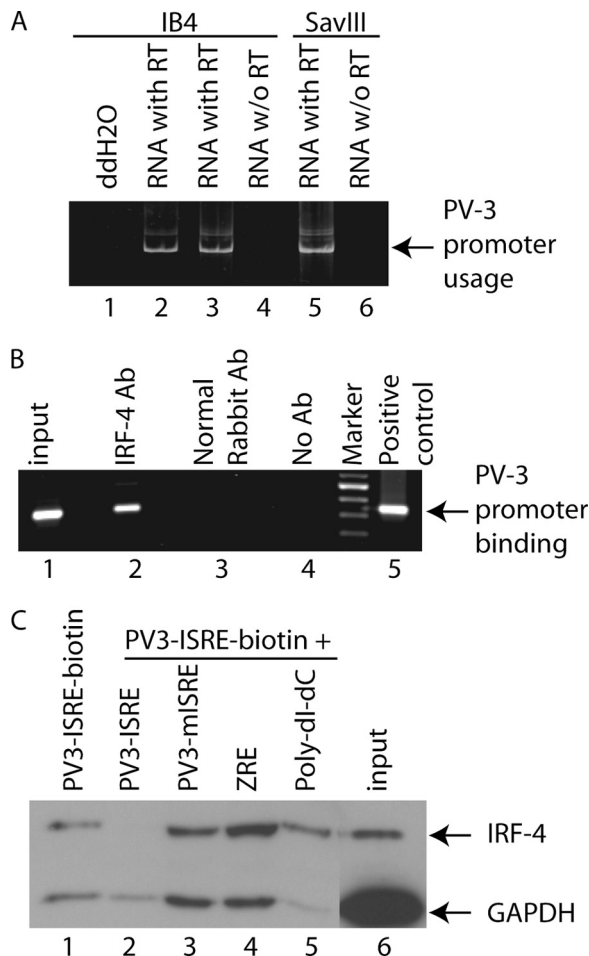 A
IB4
SavIII
ddH2O
RNA with RT
RNA with RT
RNA w/o RT
RNA with RT
RNA w/o RT
PV-3
promoter
usage
1 2 3 4 5 6
B
input
IRF-4 Ab
Normal
Rabbit Ab
No Ab
Marker
Positive
control
PV-3
promoter
binding
1 2 3 4 5
C
PV3-ISRE-biotin +
PV3-ISRE-biotin
PV3-ISRE
PV3-mISRE
ZRE
Poly-dI-dC
input
IRF-4
GAPDH
1 2 3 4 5 6